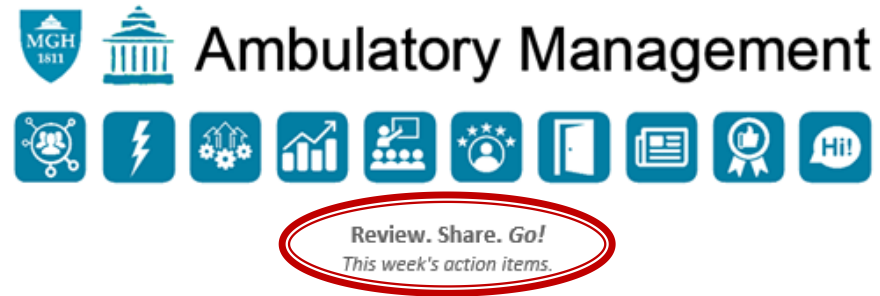 MGH
1811
Ambulatory Management
Hi!
Review. Share. Go!
This week's action items.